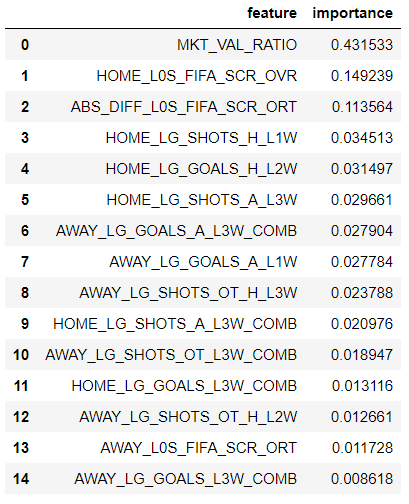 feature importance
0 MKT_VAL_RATIO 0.431533
1 HOME_L0S_FIFA_SCR_OVR 0.149239
2 ABS_DIFF_L0S_FIFA_SCR_ORT 0.113564
3 HOME_LG_SHOTS_H_L1W 0.034513
4 HOME_LG_GOALS_H_L2W 0.031497
5 HOME_LG_SHOTS_A_L3W 0.029661
6 AWAY_LG_GOALS_A_L3W_COMB 0.027904
7 AWAY_LG_GOALS_A_L1W 0.027784
8 AWAY_LG_SHOTS_OT_H_L3W 0.023788
9 HOME_LG_SHOTS_A_L3W_COMB 0.020976
10 AWAY_LG_SHOTS_OT_L3W_COMB 0.018947
11 HOME_LG_GOALS_L3W_COMB 0.013116
12 AWAY_LG_SHOTS_OT_H_L2W 0.012661
13 AWAY_L0S_FIFA_SCR_ORT 0.011728
14 AWAY_LG_GOALS_L3W_COMB 0.008618